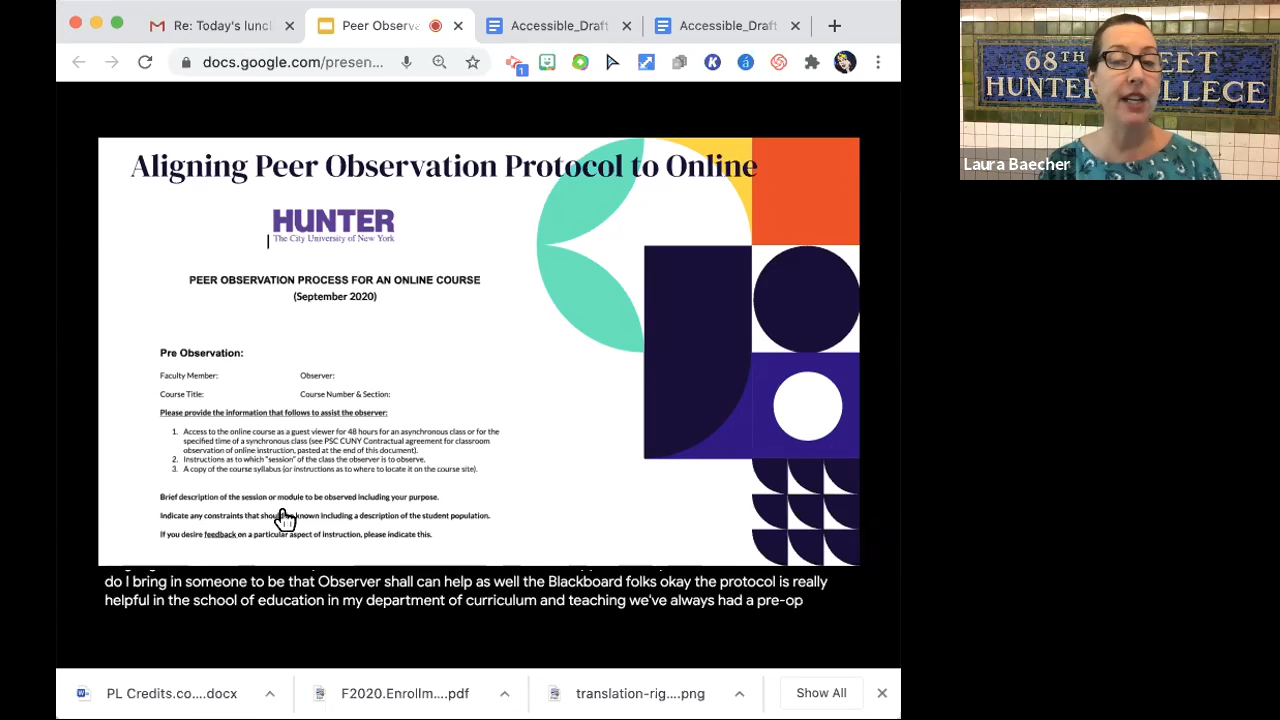 Re: Today's lunch
Peer Observa
Accessible_Draft
Accessible_Draft
docs.google.com/presen...
1
Aligning Peer Observation Protocol to Online
HUNTER
The City University of New York
PEER OBSERVATION PROCESS FOR AN ONLINE COURSE
(September 2020)
Pre Observation:
Faculty Member: Observer:
Course Title: Course Number & Section:
Please provide the information that follows to assist the observer:
1. Access to the online course as a guest viewer for 48 hours for an asynchronous class or for the
specified time of a synchronous class (see PSC CUNY Contractual agreement for classroom
observation of online instruction, pasted at the end of this document).
2. Instructions as to which "session" of the class the observer is to observe.
3. A copy of the course syllabus (or instructions as to where to locate it on the course site).
Brief description of the session or module to be observed including your purpose.
Indicate any constraints that should known including a description of the student population.
If you desire feedback on a particular aspect of instruction, please indicate this.
do I bring in someone to be that Observer shall can help as well the Blackboard folks okay the protocol is really
helpful in the school of education in my department of curriculum and teaching we've always had a pre-op
PL Credits.co....docx
F2020.Enrollm....pdf
translation-rig....png
Show All
68TH STREET
HUNTER COLLEGE
Laura Baecher